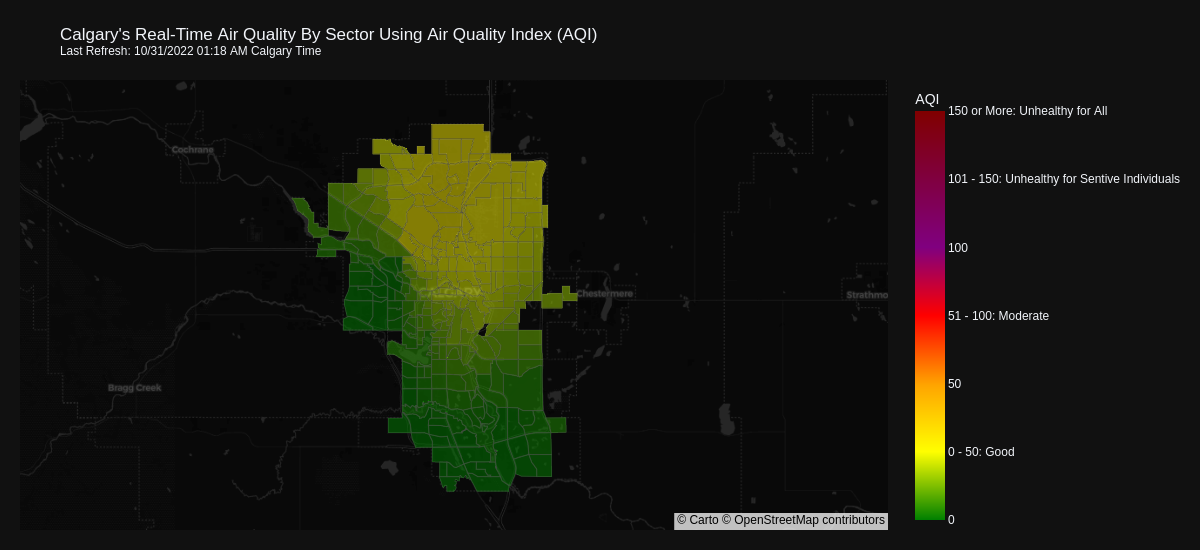 Calgary's Real-Time Air Quality By Sector Using Air Quality Index (AQI)
Last Refresh: 10/31/2022 01:18 AM Calgary Time
AQI
150 or More: Unhealthy for All
Cochrane
101 - 150: Unhealthy for Sentive Individuals
100
CALGARY
Chestermere
Strathmo
51 - 100: Moderate
Bragg Creek
50
0 - 50: Good
© Carto © OpenStreetMap contributors
0